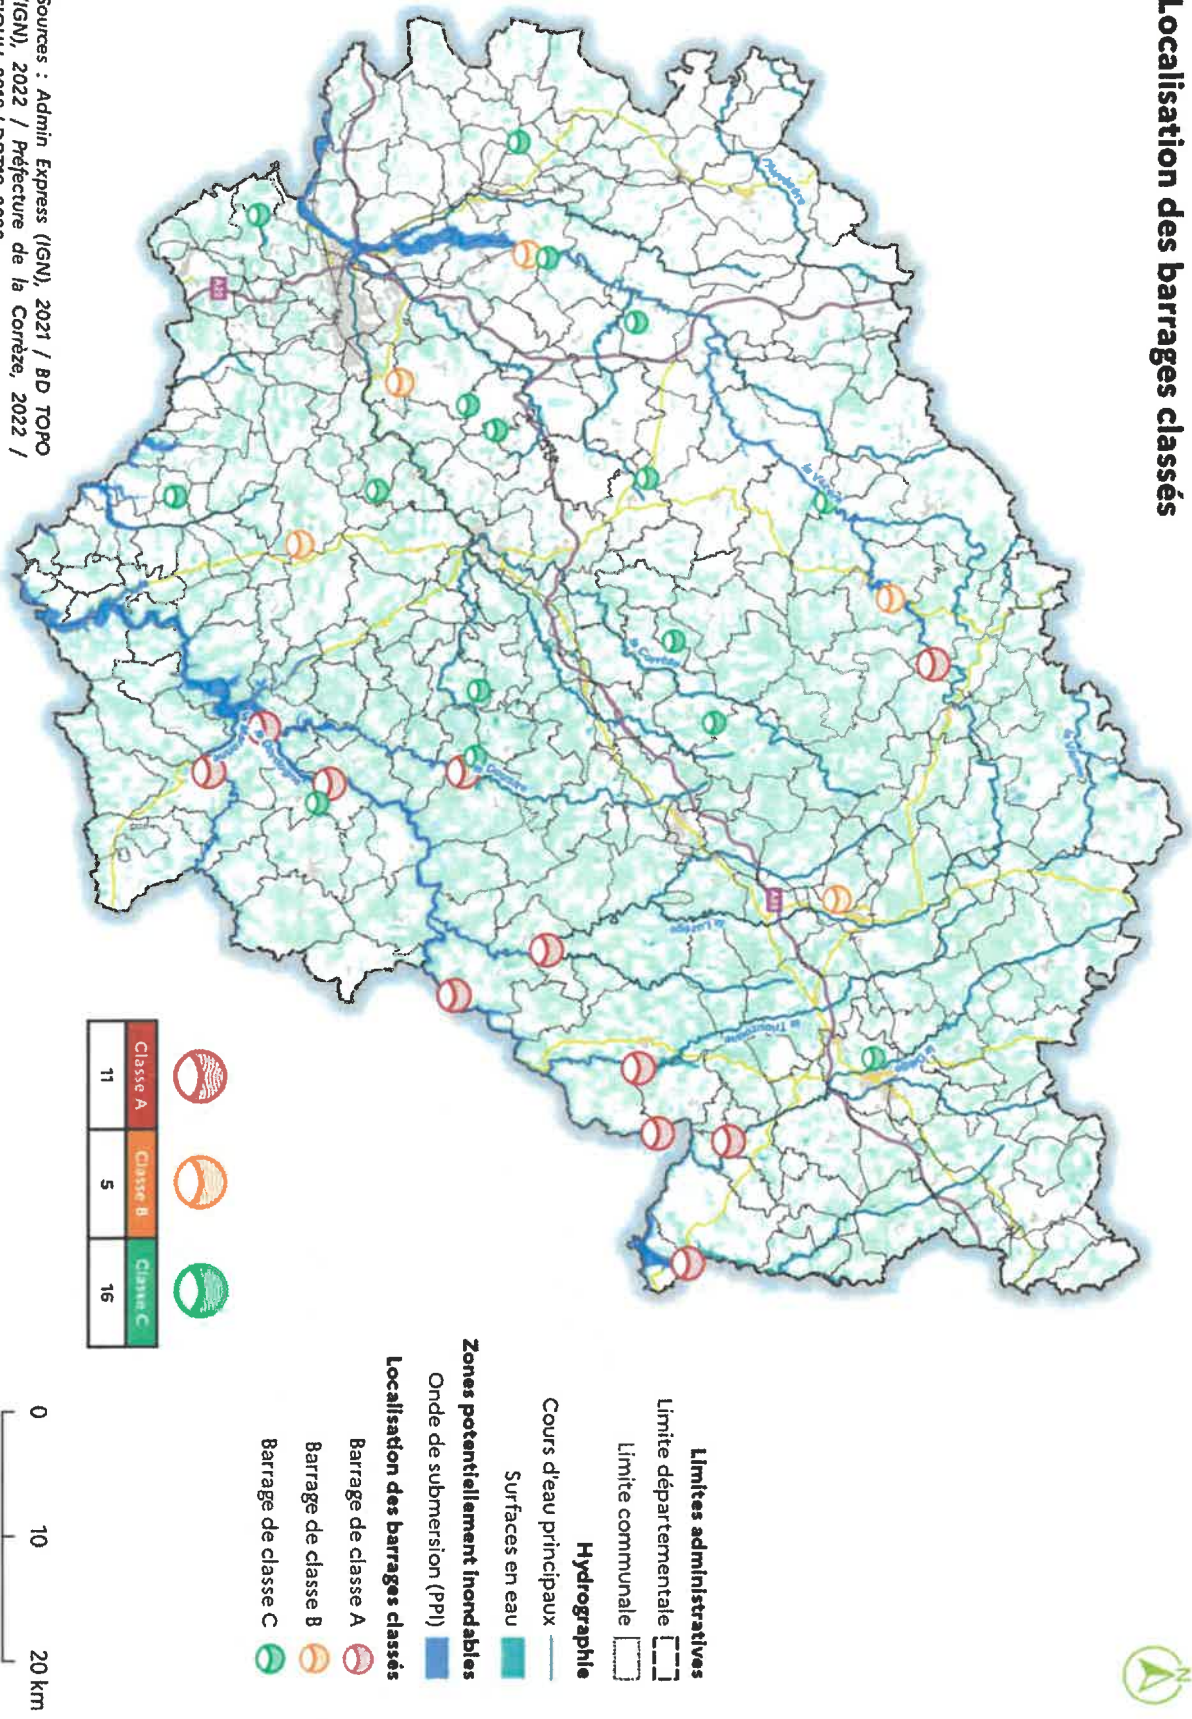 Localisation des barrages classés
N
la Vienne
la Vézère
la Corrèze
la Luzège
la Triouzoune
A89
A20
Limites administratives
Limite départementale
Limite communale
Hydrographie
Cours d'eau principaux
Surfaces en eau
Zones potentiellement inondables
Onde de submersion (PPI)
Localisation des barrages classés
Barrage de classe A
Barrage de classe B
Barrage de classe C
Classe A
Classe B
Classe C
11
5
16
0
10
20 km
Sources : Admin Express (IGN), 2021 / BD TOPO
(IGN), 2022 / Préfecture de la Corrèze, 2022 /